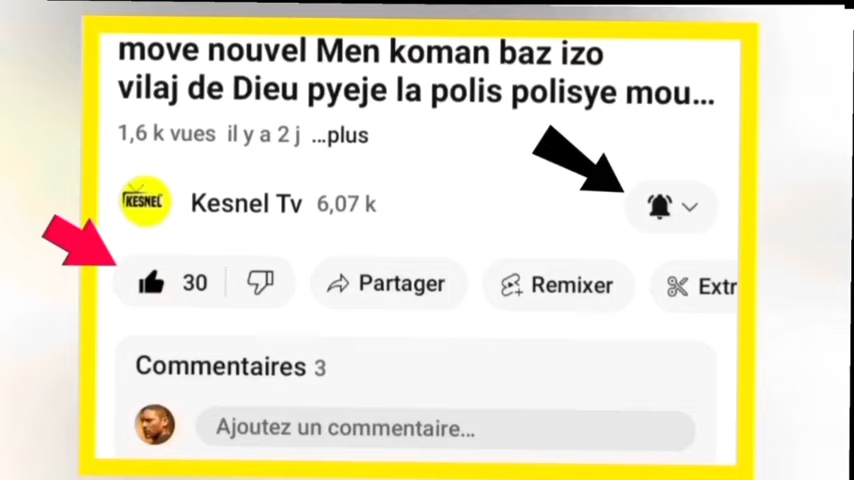 move nouvel Men koman baz izo
vilaj de Dieu pyeje la polis polisye mou...
1,6 k vues il y a 2 j ...plus
KESNEL
Kesnel Tv 6,07 k
30 Partager Remixer Extr
Commentaires 3
Ajoutez un commentaire...